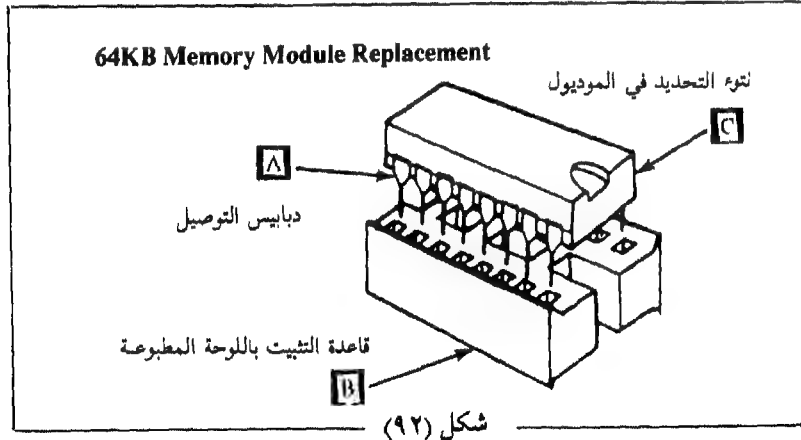 64KB Memory Module Replacement
نتوء التحديد في الموديول
C
A
دبابيس التوصيل
قاعدة التثبيت باللوحة المطبوعة
B
شكل (٩٢)